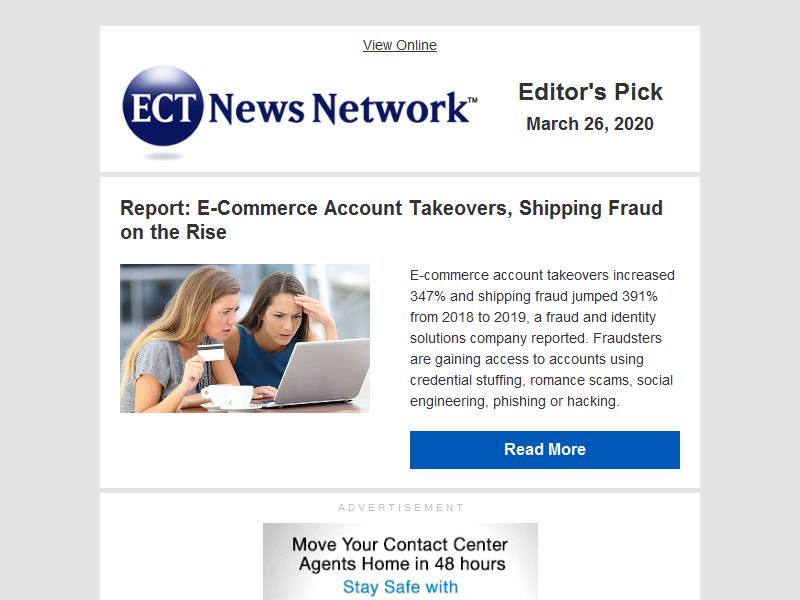 View Online
ECT News Network™
Editor's Pick
March 26, 2020
Report: E-Commerce Account Takeovers, Shipping Fraud
on the Rise
E-commerce account takeovers increased
347% and shipping fraud jumped 391%
from 2018 to 2019, a fraud and identity
solutions company reported. Fraudsters
are gaining access to accounts using
credential stuffing, romance scams, social
engineering, phishing or hacking.
Read More
ADVERTISEMENT
Move Your Contact Center
Agents Home in 48 hours
Stay Safe with